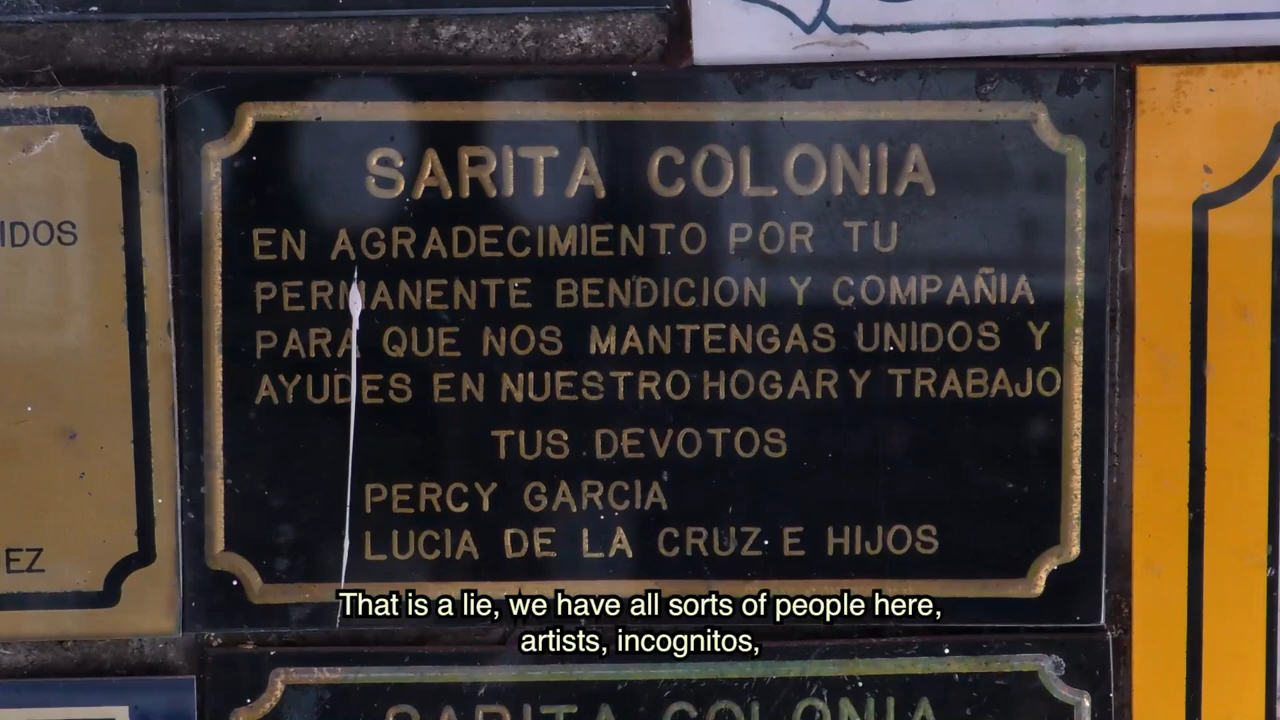 SARITA COLONIA
EN AGRADECIMIENTO POR TU
PERMANENTE BENDICION Y COMPAÑIA
PARA QUE NOS MANTENGAS UNIDOS Y
AYUDES EN NUESTRO HOGAR Y TRABAJO
TUS DEVOTOS
PERCY GARCIA
LUCIA DE LA CRUZ E HIJOS
That is a lie, we have all sorts of people here,
artists, incognitos,
SARITA COLONIA